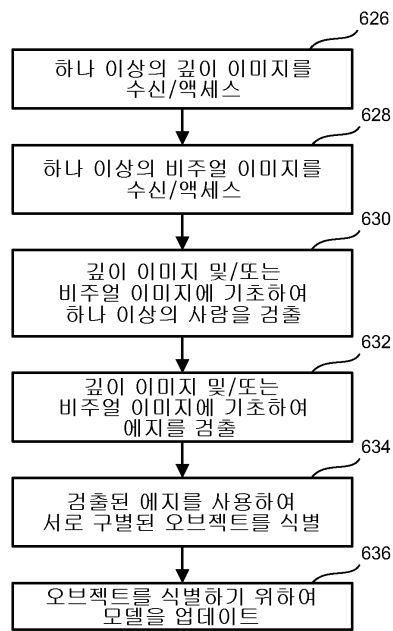 626
하나 이상의 깊이 이미지를
수신/액세스
628
하나 이상의 비주얼 이미지를
수신/액세스
630
깊이 이미지 및/또는
비주얼 이미지에 기초하여
하나 이상의 사람을 검출
632
깊이 이미지 및/또는
비주얼 이미지에 기초하여
에지를 검출
634
검출된 에지를 사용하여
서로 구별된 오브젝트를 식별
636
오브젝트를 식별하기 위하여
모델을 업데이트